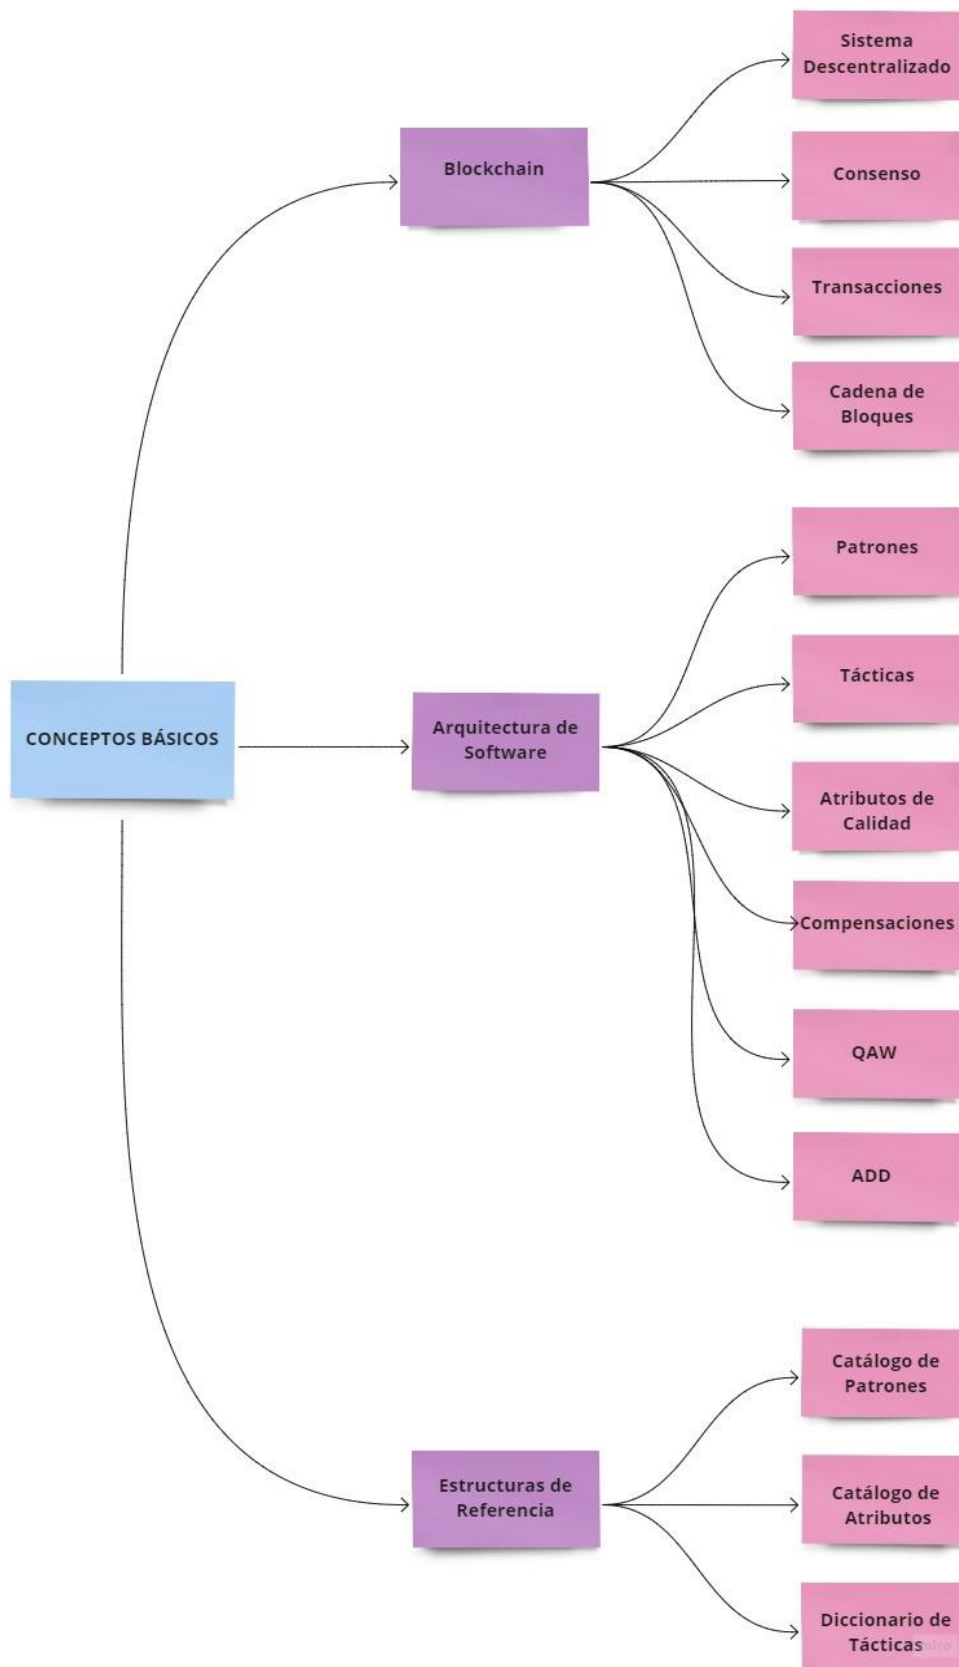 CONCEPTOS BÁSICOS
Blockchain
Sistema
Descentralizado
Consenso
Transacciones
Cadena de
Bloques
Arquitectura de
Software
Patrones
Tácticas
Atributos de
Calidad
Compensaciones
QAW
ADD
Estructuras de
Referencia
Catálogo de
Patrones
Catálogo de
Atributos
Diccionario de
Tácticas
miro